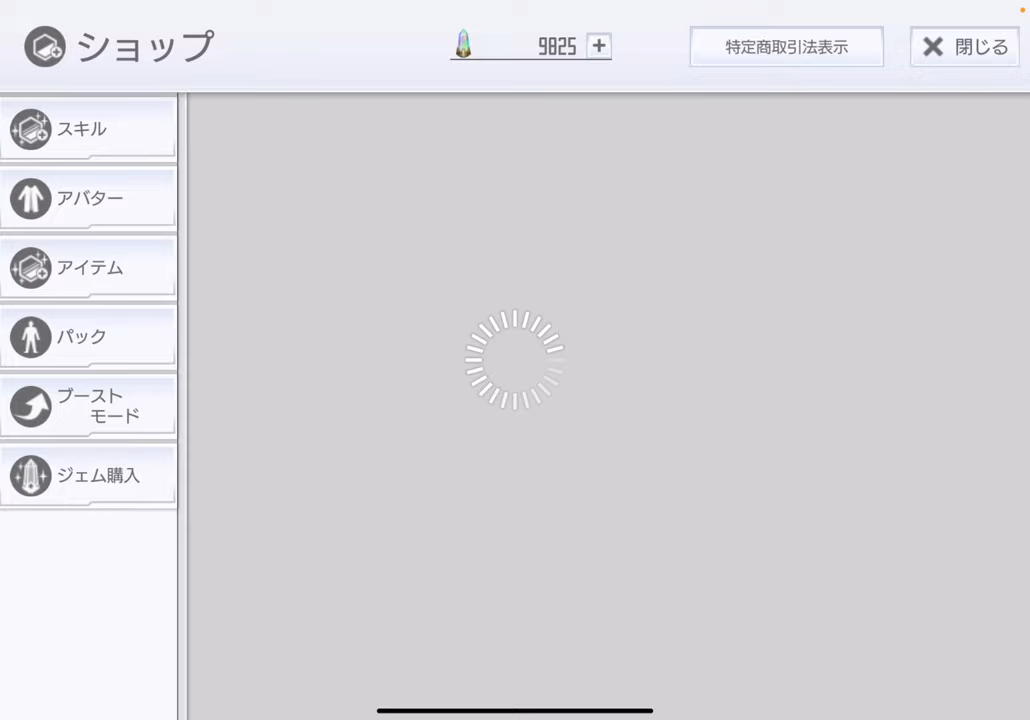 ショップ
9825
特定商取引法表示
閉じる
スキル
アバター
アイテム
パック
ブースト
モード
ジェム購入